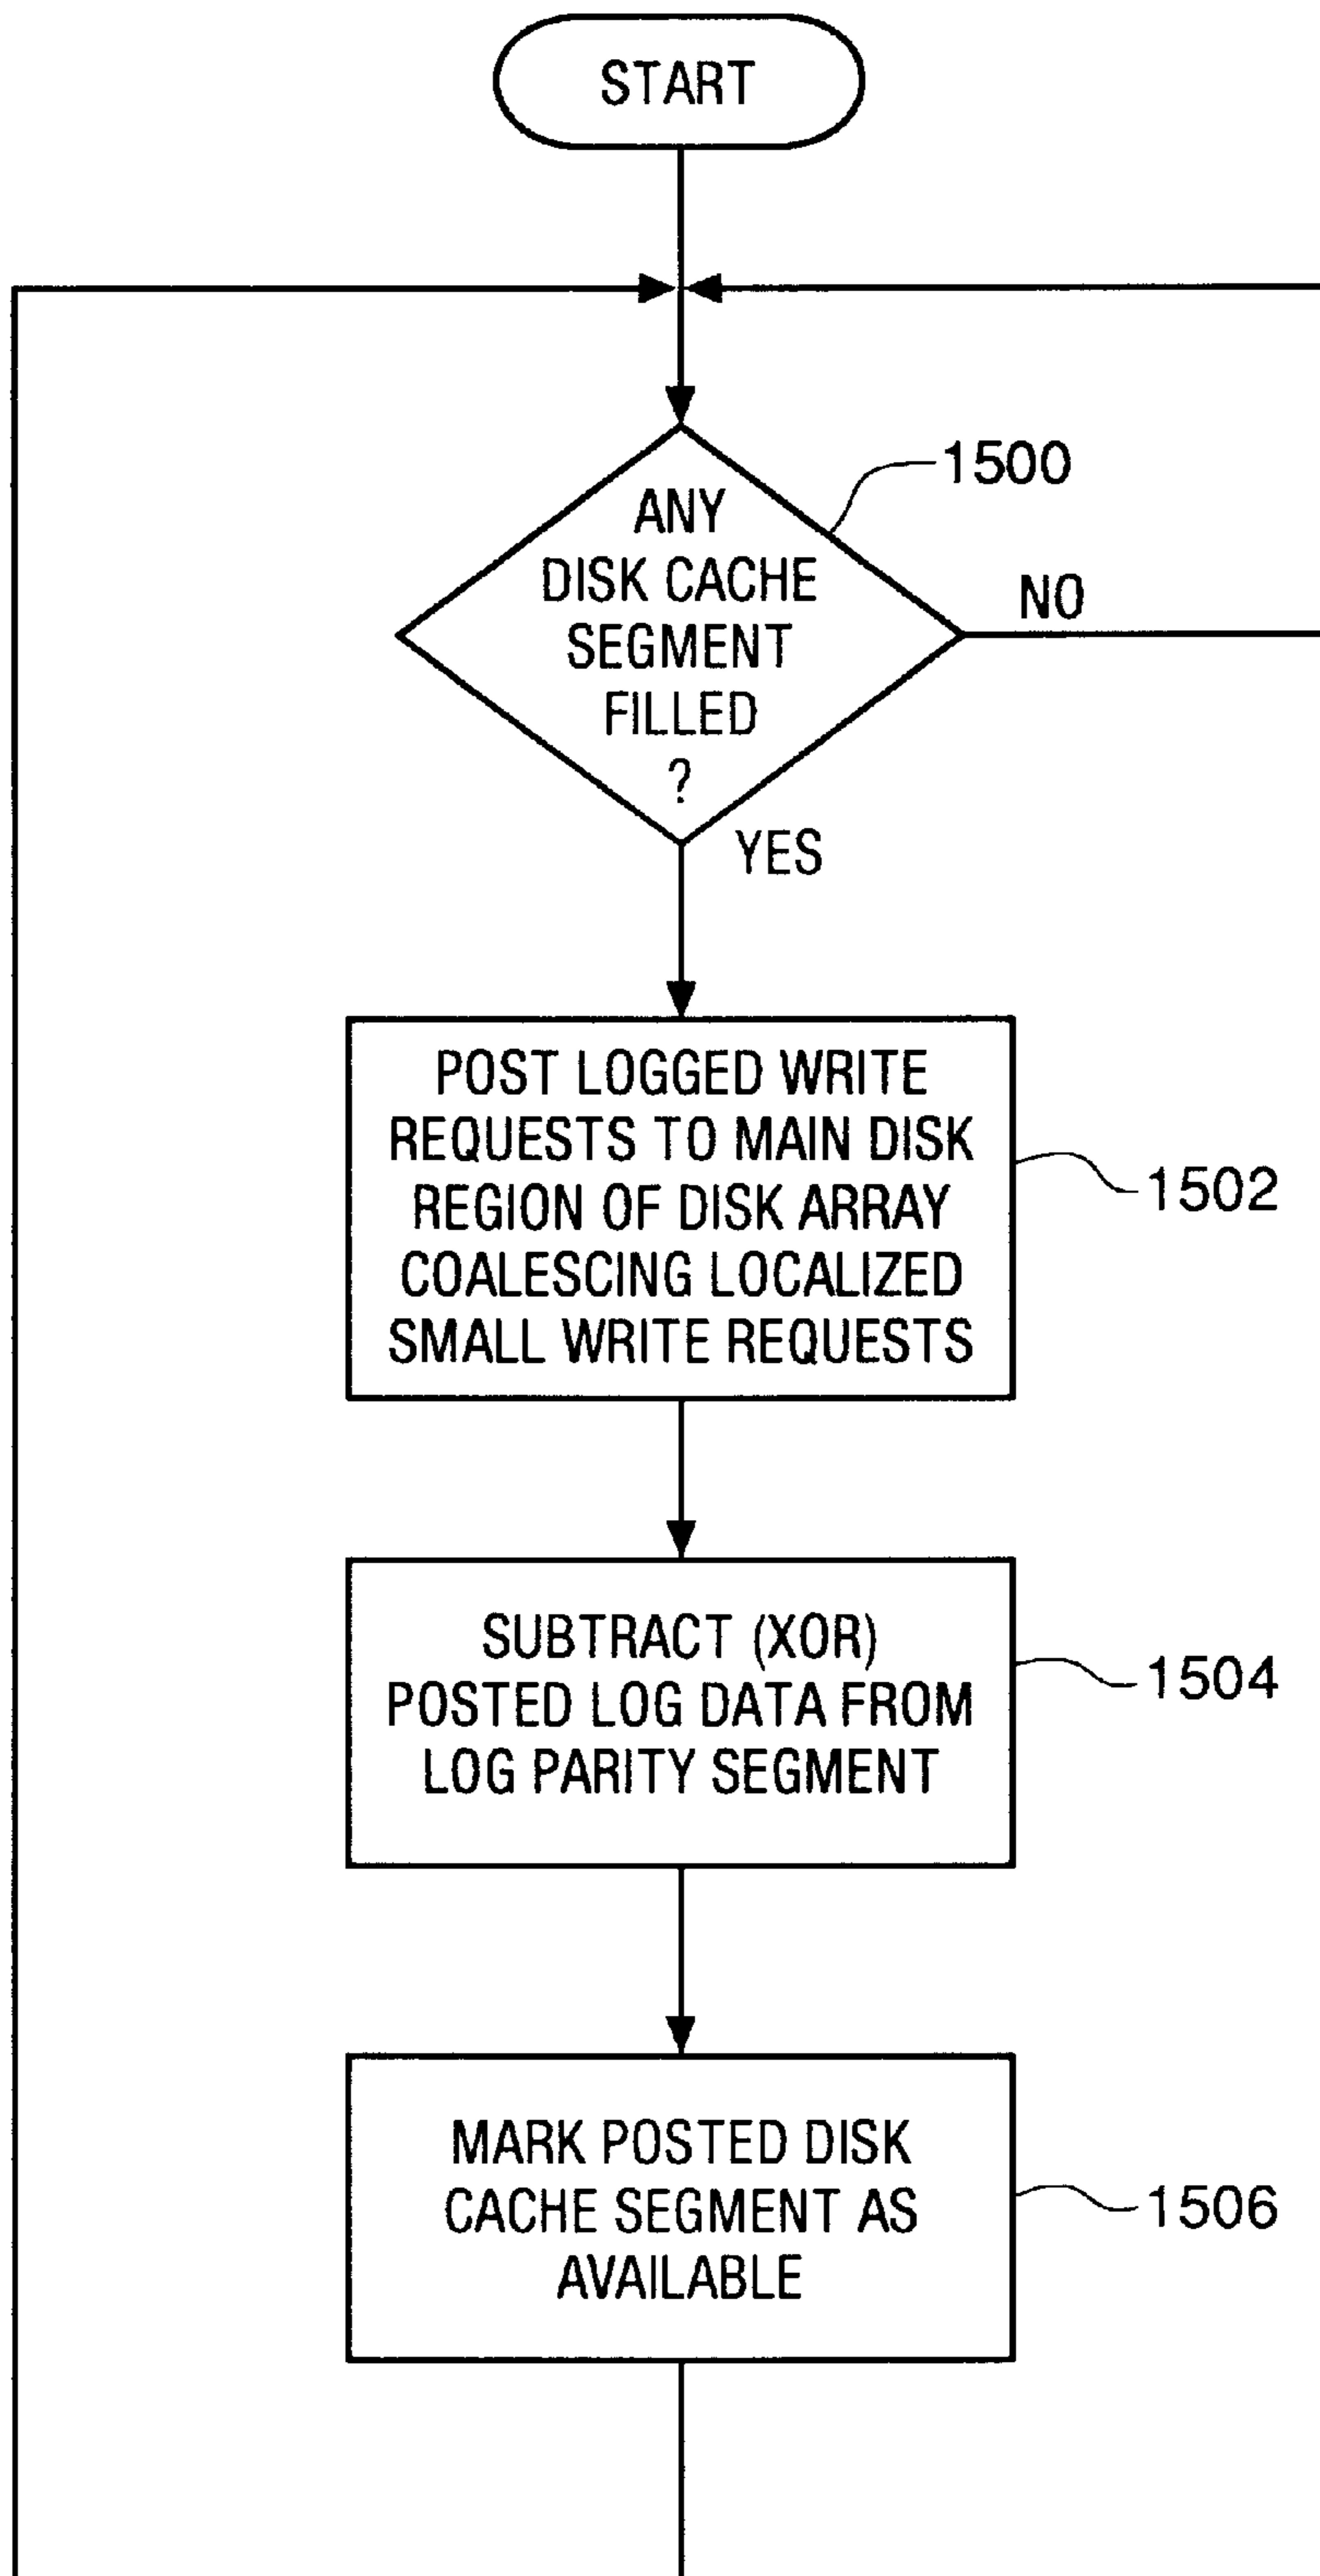 START
1500
ANY
DISK CACHE
SEGMENT
FILLED
?
NO
YES
POST LOGGED WRITE
REQUESTS TO MAIN DISK
REGION OF DISK ARRAY
COALESCING LOCALIZED
SMALL WRITE REQUESTS
1502
SUBTRACT (XOR)
POSTED LOG DATA FROM
LOG PARITY SEGMENT
1504
MARK POSTED DISK
CACHE SEGMENT AS
AVAILABLE
1506